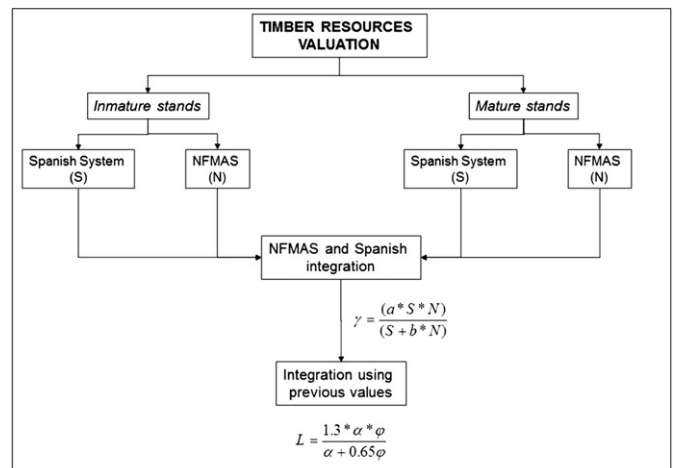 TIMBER RESOURCES
VALUATION
Inmature stands
Mature stands
Spanish System
(S)
NFMAS
(N)
Spanish System
(S)
NFMAS
(N)
NFMAS and Spanish
integration
γ = (a * S * N) / (S + b * N)
Integration using
previous values
L = 1.3 * α * φ / α + 0.65φ